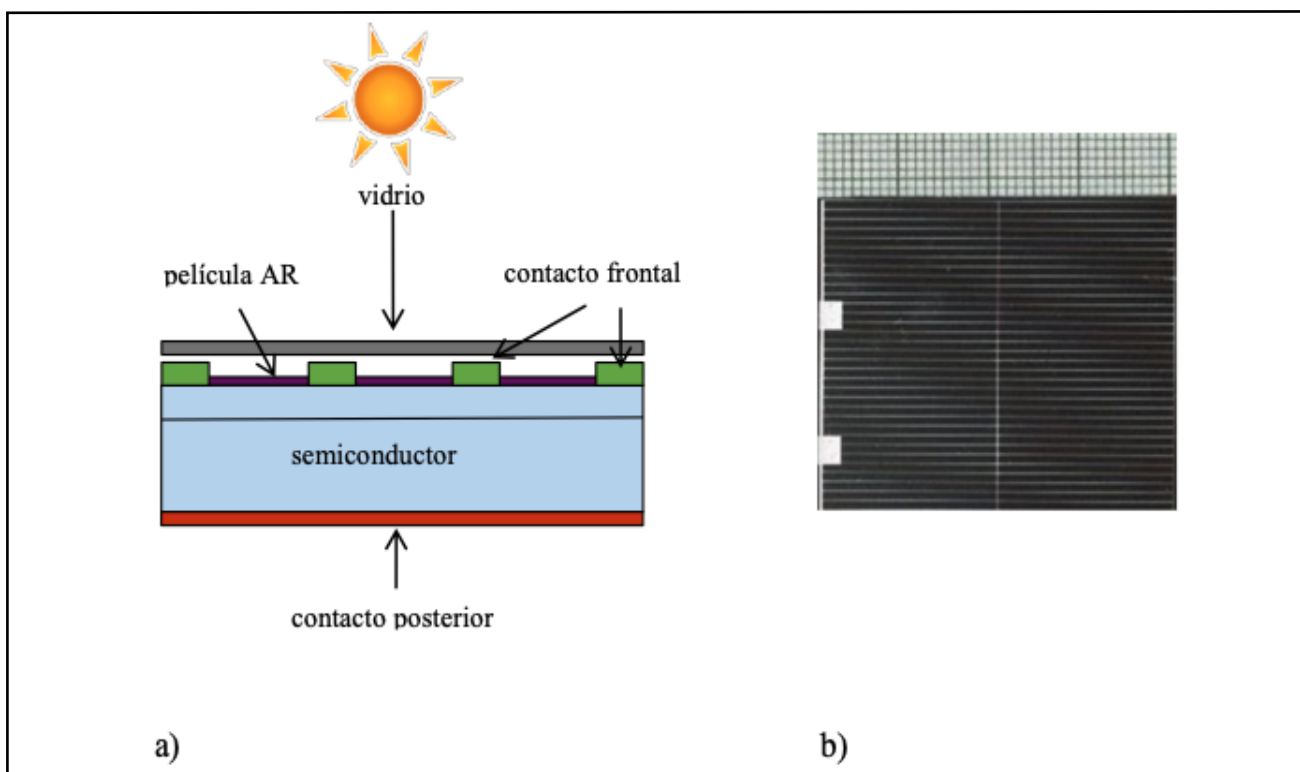 vidrio
película AR
contacto frontal
semiconductor
contacto posterior
a)
b)